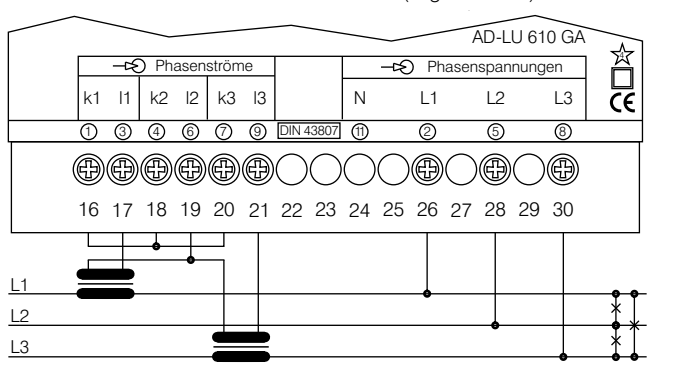 AD-LU 610 GA
Phasenströme Phasenspannungen
k1 l1 k2 l2 k3 l3 N L1 L2 L3
1 3 4 6 7 9 DIN 43807 11 2 5 8
16 17 18 19 20 21 22 23 24 25 26 27 28 29 30
CE
L1
L2
L3